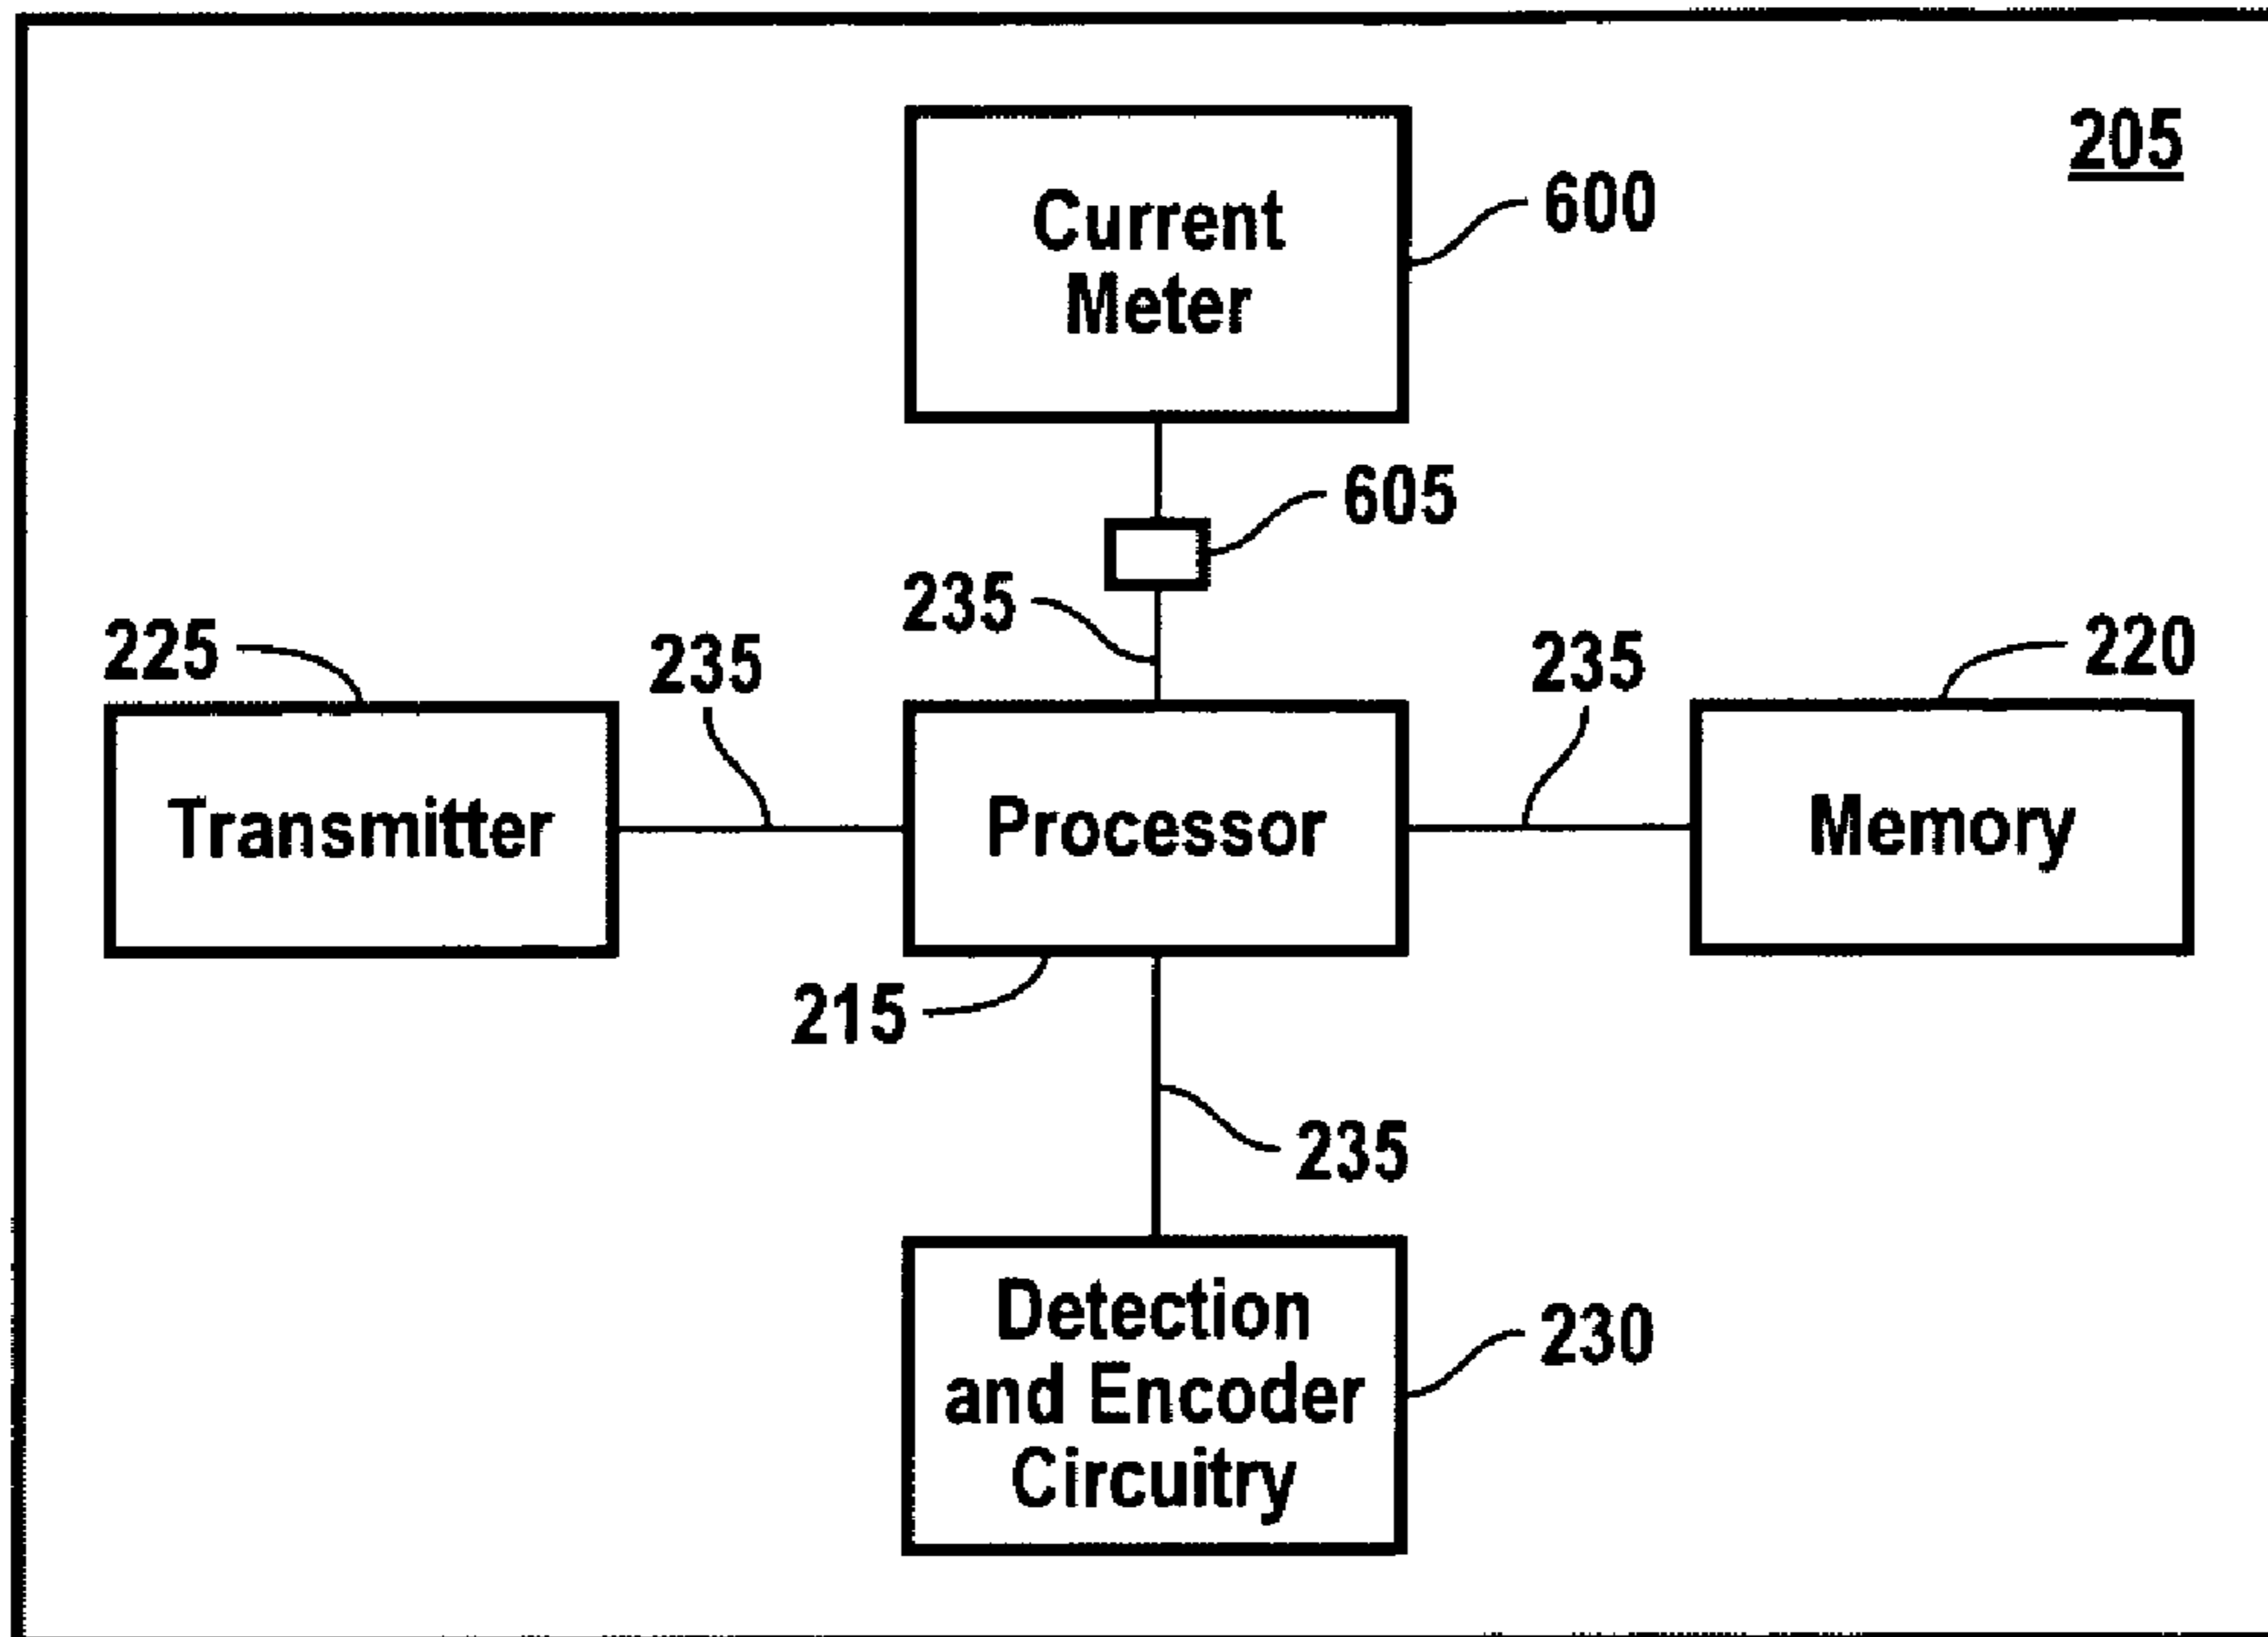 205
Current
Meter
600
605
235
225
235
235
220
Transmitter
Processor
Memory
215
235
Detection
and Encoder
Circuitry
230